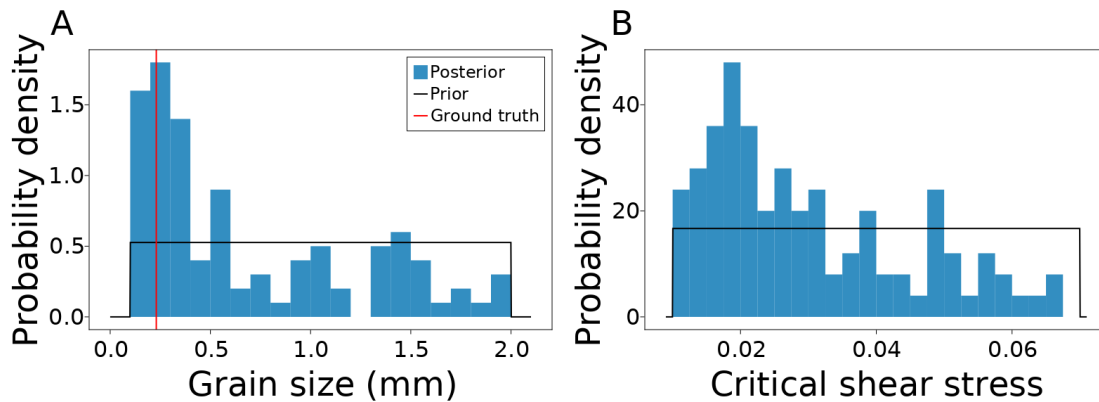 A
Probability density
1.5
1.0
0.5
0.0
0.0 0.5 1.0 1.5 2.0
Grain size (mm)
Posterior
Prior
Ground truth
B
Probability density
40
20
0
0.02 0.04 0.06
Critical shear stress